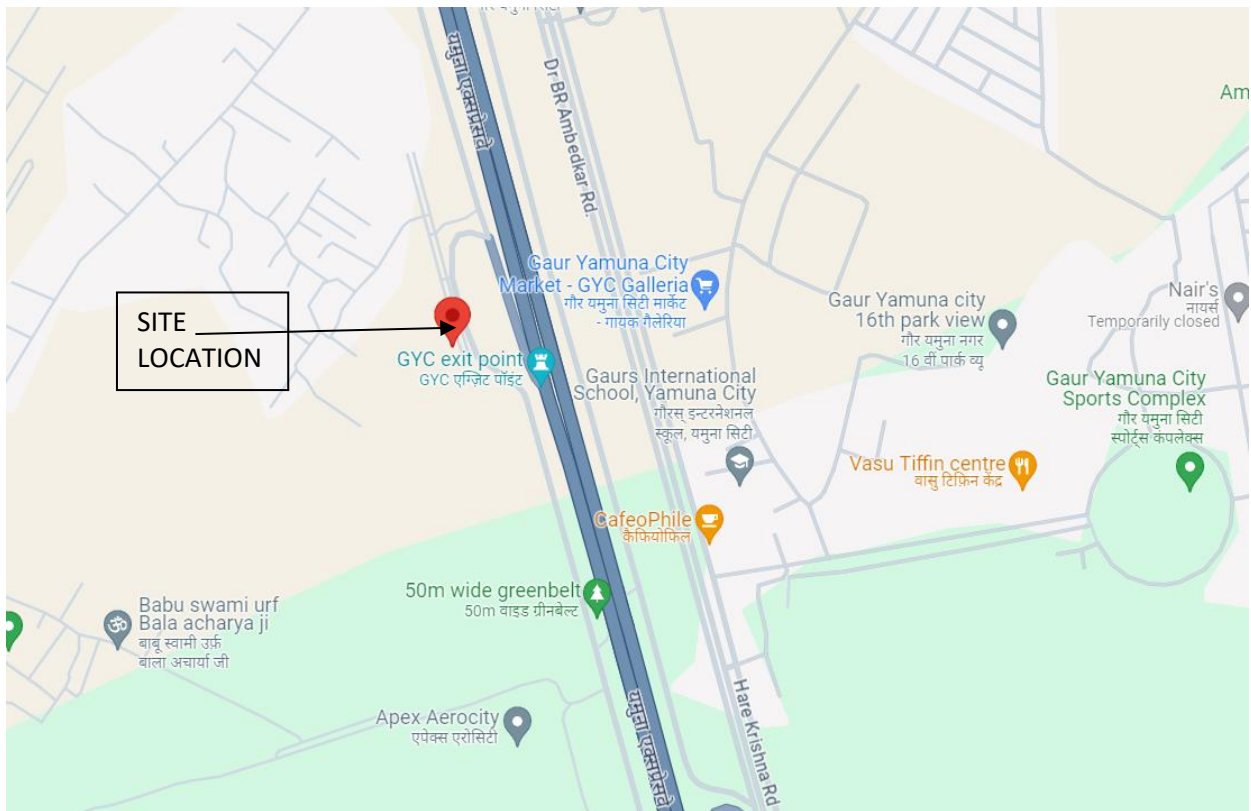 यमुना एक्सप्रेसवे
Dr BR Ambedkar Rd.
Am
Gaur Yamuna City
Market - GYC Galleria
गौर यमुना सिटी मार्केट
- गायक गैलेरिया
Gaur Yamuna city
16th park view
गौर यमुना नगर
16 वीं पार्क व्यू
Nair's
नायर्स
Temporarily closed
SITE
LOCATION
GYC exit point
GYC एग्ज़िट पॉइंट
Gaurs International
School, Yamuna City
गौरस् इन्टरनेशनल
स्कूल, यमुना सिटी
Gaur Yamuna City
Sports Complex
गौर यमुना सिटी
स्पोर्ट्स कंपलेक्स
Vasu Tiffin centre
वासु टिफ़िन केंद्र
CafeoPhile
कैफियोफिल
50m wide greenbelt
50m वाइड ग्रीनबेल्ट
Babu swami urf
Bala acharya ji
बाबू स्वामी उर्फ़
बाला अचार्या जी
Apex Aerocity
एपेक्स एरोसिटी
यमुना एक्सप्रेसवे
Hare Krishna Rd